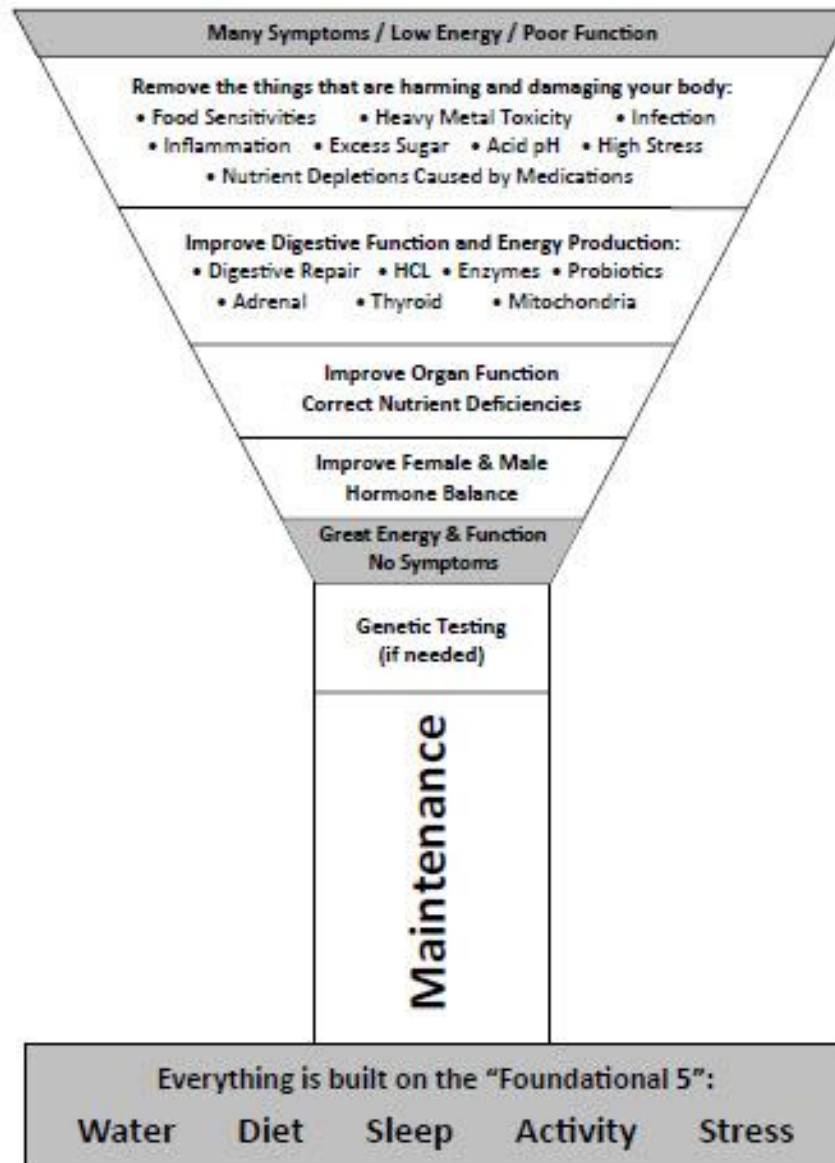 Many Symptoms / Low Energy / Poor Function
Remove the things that are harming and damaging your body:
• Food Sensitivities • Heavy Metal Toxicity • Infection
• Inflammation • Excess Sugar • Acid pH • High Stress
• Nutrient Depletions Caused by Medications
Improve Digestive Function and Energy Production:
• Digestive Repair • HCL • Enzymes • Probiotics
• Adrenal • Thyroid • Mitochondria
Improve Organ Function
Correct Nutrient Deficiencies
Improve Female & Male
Hormone Balance
Great Energy & Function
No Symptoms
Genetic Testing
(if needed)
Maintenance
Everything is built on the “Foundational 5”:
Water Diet Sleep Activity Stress